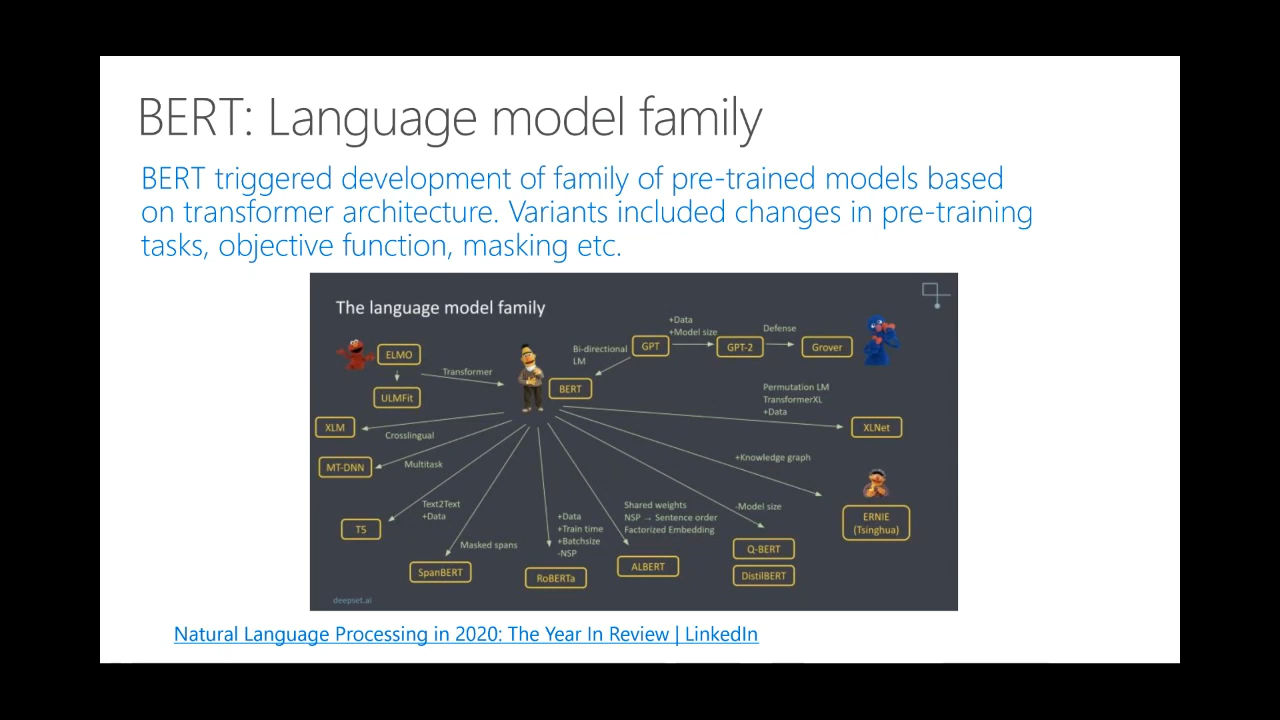 BERT: Language model family
BERT triggered development of family of pre-trained models based
on transformer architecture. Variants included changes in pre-training
tasks, objective function, masking etc.
The language model family
+Data
+Model size
Defense
GPT
GPT-2
Grover
Bi-directional
LM
ELMO
Transformer
BERT
ULMFit
Permutation LM
TransformerXL
+Data
XLM
Crosslingual
XLNet
MT-DNN
Multitask
+Knowledge graph
Text2Text
+Data
T5
Masked spans
SpanBERT
+Data
+Train time
+Batchsize
-NSP
RoBERTa
Shared weights
NSP → Sentence order
Factorized Embedding
ALBERT
-Model size
Q-BERT
DistilBERT
ERNIE
(Tsinghua)
deepset.ai
Natural Language Processing in 2020: The Year In Review | LinkedIn